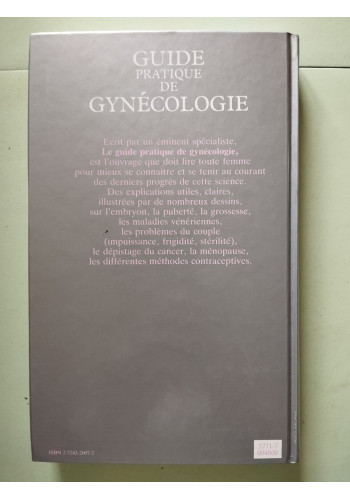 GUIDE
PRATIQUE
DE
GYNÉCOLOGIE
Ecrit par un éminent spécialiste,
Le guide pratique de gynécologie,
est l'ouvrage que doit lire toute femme
pour mieux se connaître et se tenir au courant
des derniers progrès de cette science.
Des explications utiles, claires,
illustrées par de nombreux dessins,
sur l'embryon, la puberté, la grossesse,
les maladies vénériennes,
les problèmes du couple
(impuissance, frigidité, stérilité),
le dépistage du cancer, la ménopause,
les différentes méthodes contraceptives.
ISBN